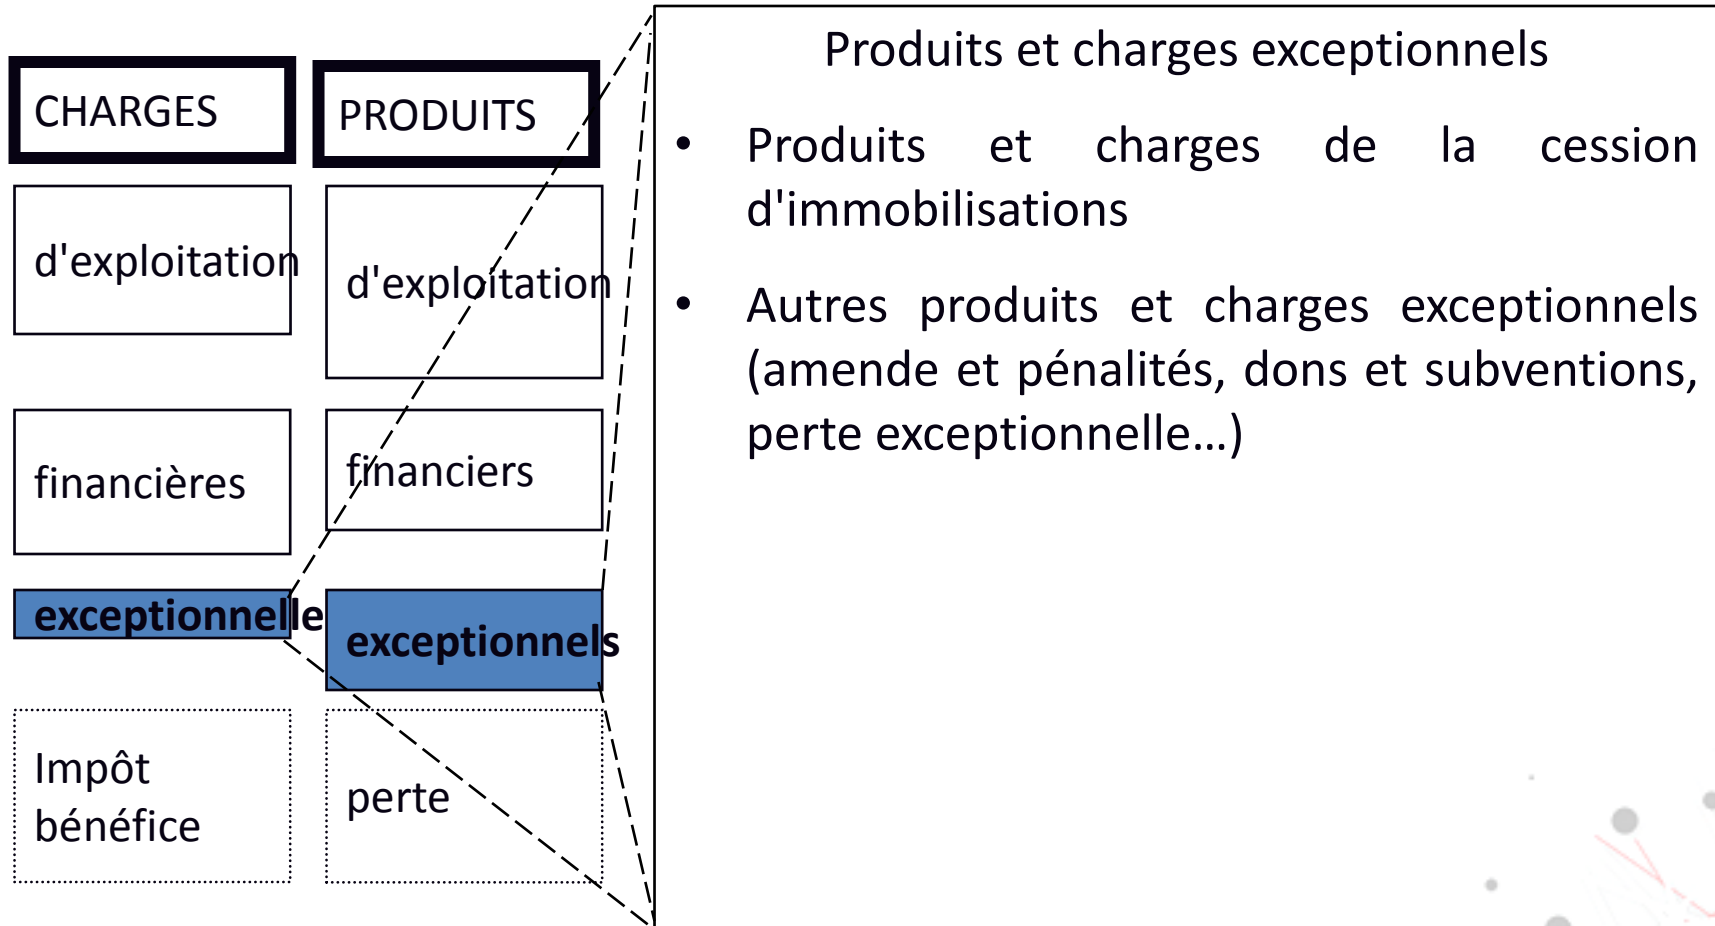 CHARGES
PRODUITS
d'exploitation
d'exploitation
financières
financiers
exceptionnelle
exceptionnels
Impôt
bénéfice
perte
Produits et charges exceptionnels
• Produits et charges de la cession
d'immobilisations
• Autres produits et charges exceptionnels
(amende et pénalités, dons et subventions,
perte exceptionnelle...)